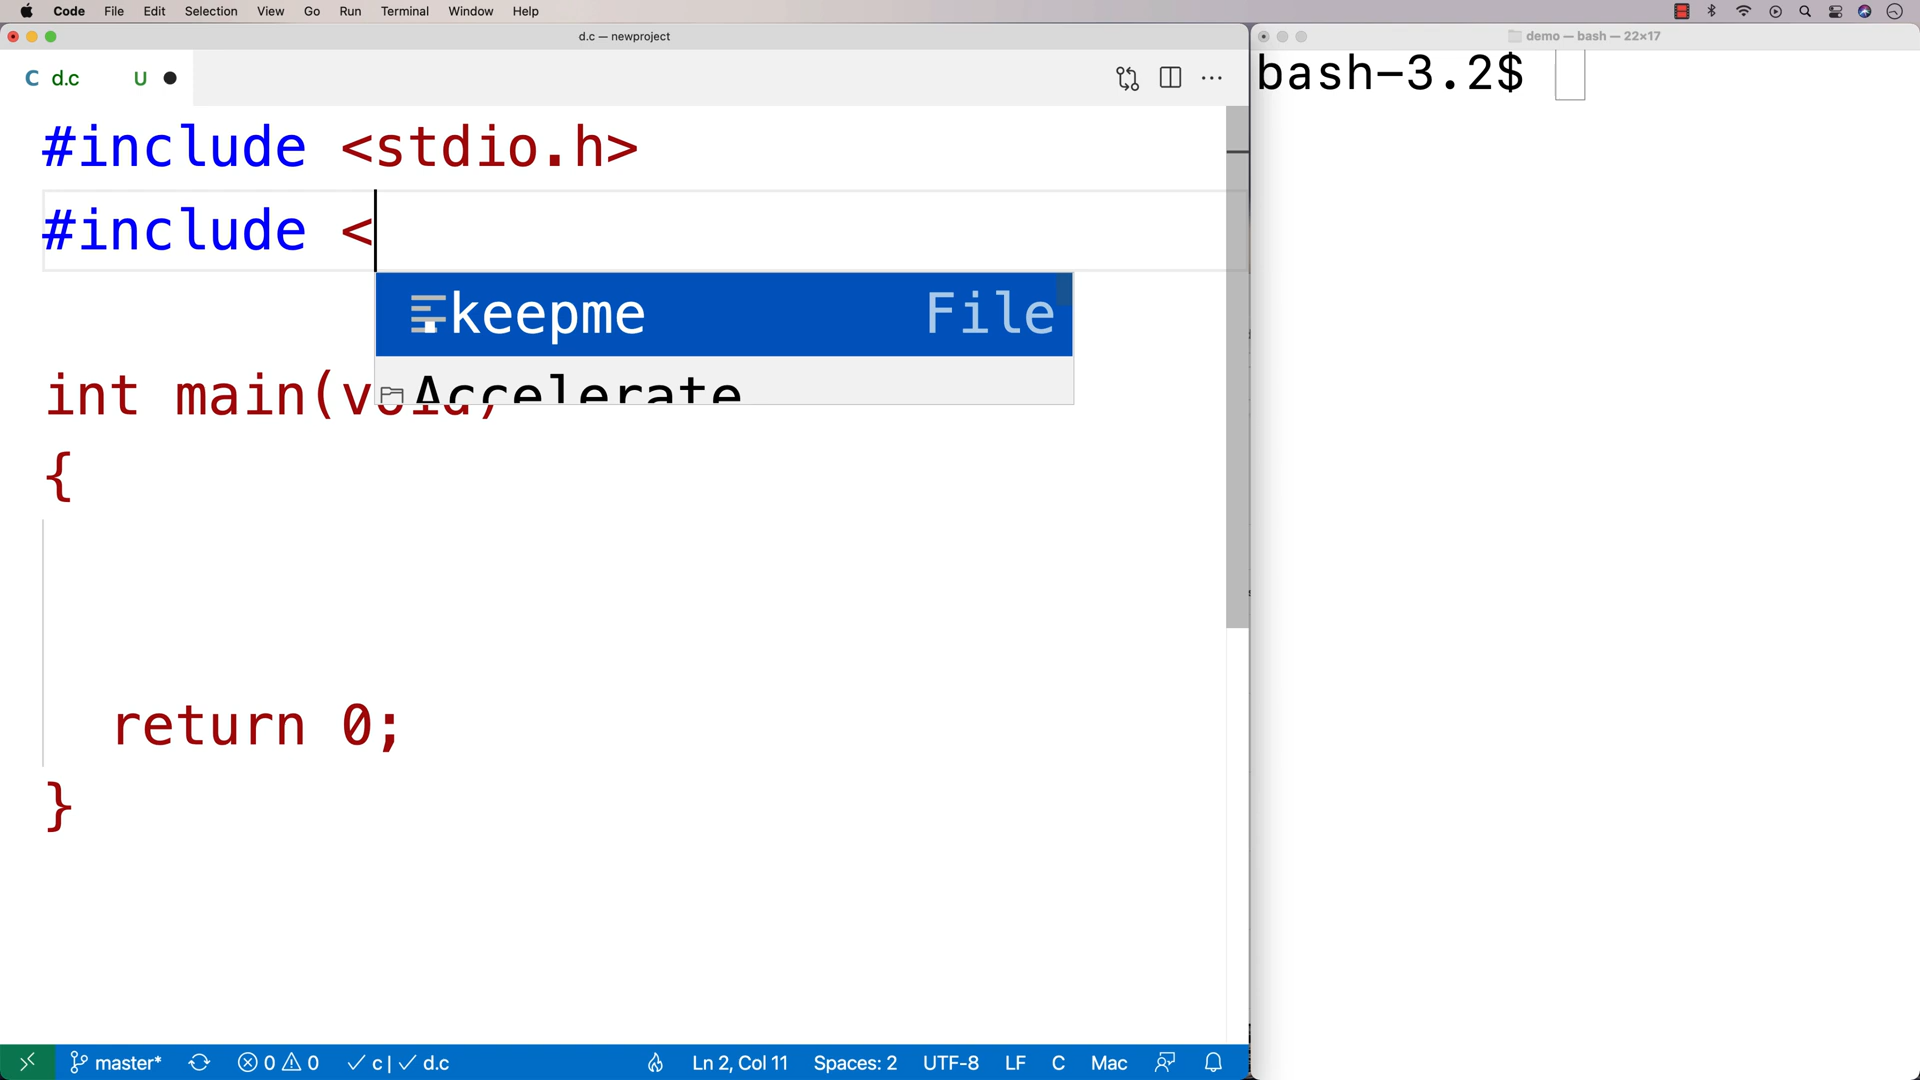 Code File Edit Selection View Go Run Terminal Window Help
d.c — newproject
demo — bash — 22×17
C d.c U
bash-3.2$
#include <stdio.h>
#include <
keepme File
Accelerate
int main(void)
{
return 0;
}
master* 0 0 c | d.c Ln 2, Col 11 Spaces: 2 UTF-8 LF C Mac